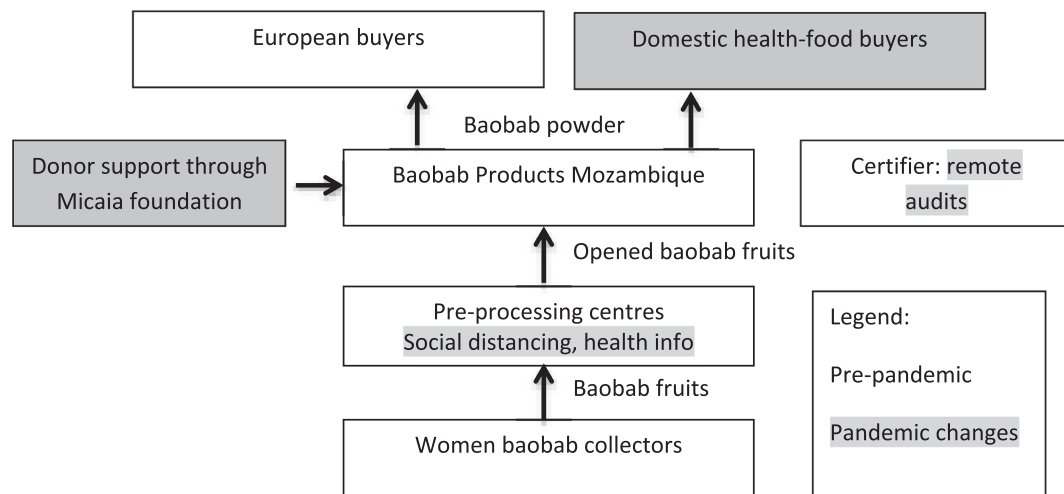 European buyers
Domestic health-food buyers
Baobab powder
Donor support through
Micaia foundation
Baobab Products Mozambique
Certifier: remote
audits
Opened baobab fruits
Pre-processing centres
Social distancing, health info
Baobab fruits
Women baobab collectors
Legend:
Pre-pandemic
Pandemic changes